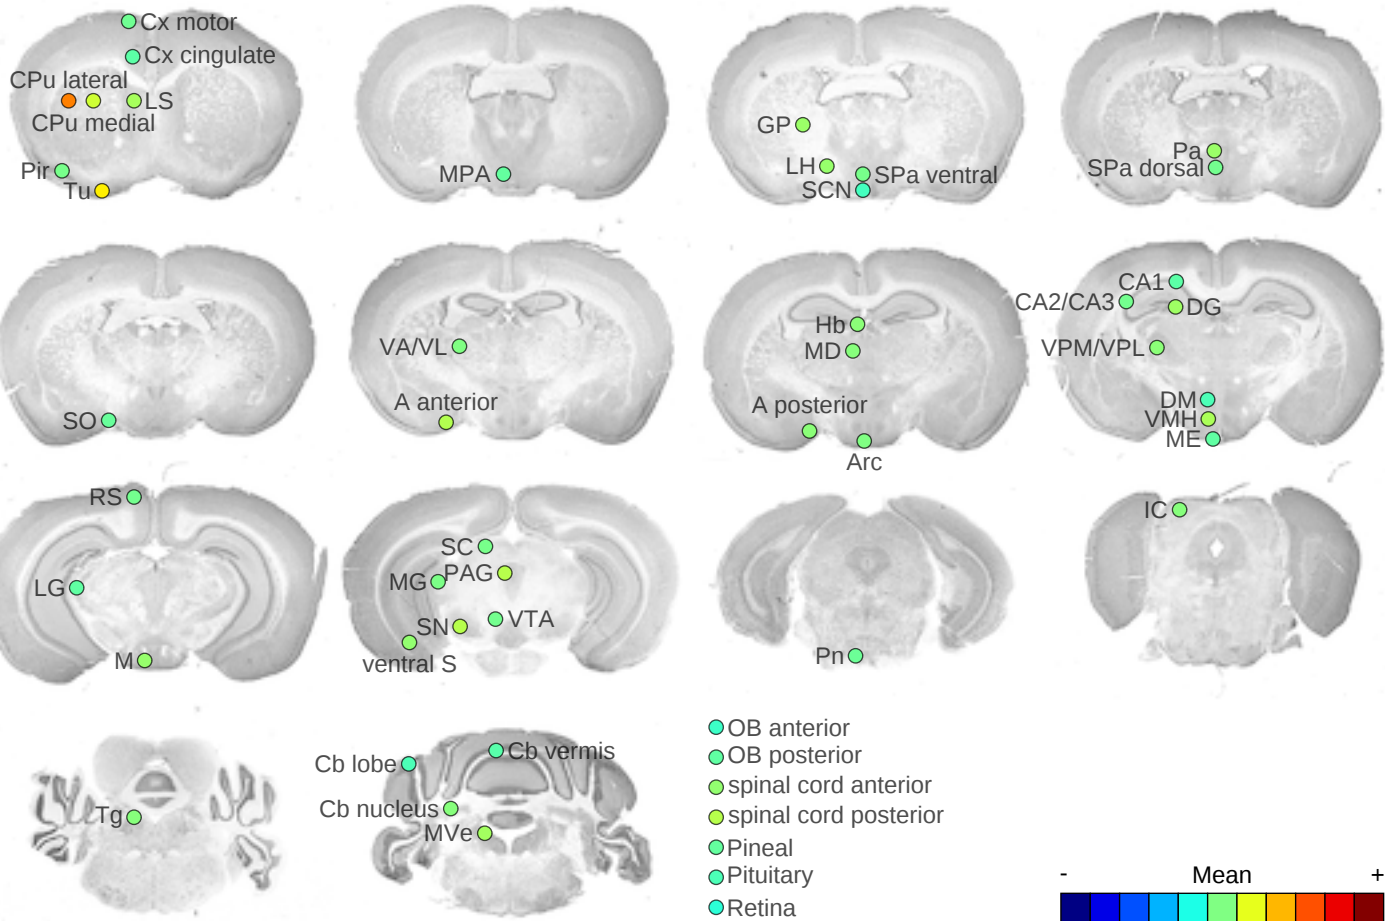 Cx motor
Cx cingulate
CPu lateral
LS
CPu medial
Pir
Tu
MPA
GP
LH
SPa ventral
SCN
Pa
SPa dorsal
SO
VA/VL
A anterior
Hb
MD
A posterior
Arc
CA1
CA2/CA3
DG
VPM/VPL
DM
VMH
ME
RS
LG
M
SC
MG
PAG
SN
VTA
ventral S
Pn
IC
Tg
Cb lobe
Cb vermis
Cb nucleus
MVe
OB anterior
OB posterior
spinal cord anterior
spinal cord posterior
Pineal
Pituitary
Retina
- Mean +